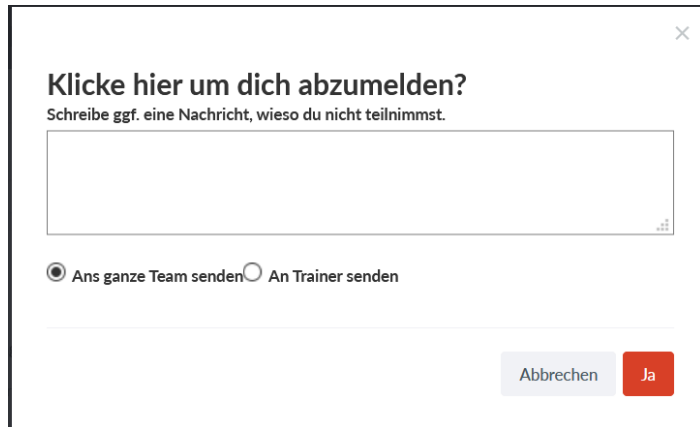 Klicke hier um dich abzumelden?
Schreibe ggf. eine Nachricht, wieso du nicht teilnimmst.
Ans ganze Team senden An Trainer senden
Abbrechen Ja